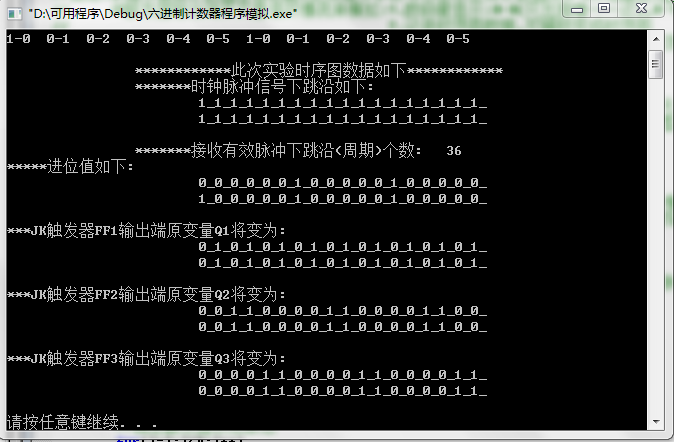 "D:\可用程序\Debug\六进制计数器程序模拟.exe"
1-0  0-1  0-2  0-3  0-4  0-5  1-0  0-1  0-2  0-3  0-4  0-5
************此次实验时序图数据如下************
*******时钟脉冲信号下跳沿如下:
1_1_1_1_1_1_1_1_1_1_1_1_1_1_1_1_1_1_
1_1_1_1_1_1_1_1_1_1_1_1_1_1_1_1_1_1_
*******接收有效脉冲下跳沿(周期)个数:   36
*****进位值如下:
0_0_0_0_0_0_1_0_0_0_0_0_1_0_0_0_0_0_
1_0_0_0_0_0_1_0_0_0_0_0_1_0_0_0_0_0_
***JK触发器FF1输出端原变量Q1将变为:
0_1_0_1_0_1_0_1_0_1_0_1_0_1_0_1_0_1_
0_1_0_1_0_1_0_1_0_1_0_1_0_1_0_1_0_1_
***JK触发器FF2输出端原变量Q2将变为:
0_0_1_1_0_0_0_0_1_1_0_0_0_0_1_1_0_0_
0_0_1_1_0_0_0_0_1_1_0_0_0_0_1_1_0_0_
***JK触发器FF3输出端原变量Q3将变为:
0_0_0_0_1_1_0_0_0_0_1_1_0_0_0_0_1_1_
0_0_0_0_1_1_0_0_0_0_1_1_0_0_0_0_1_1_
请按任意键继续. . .